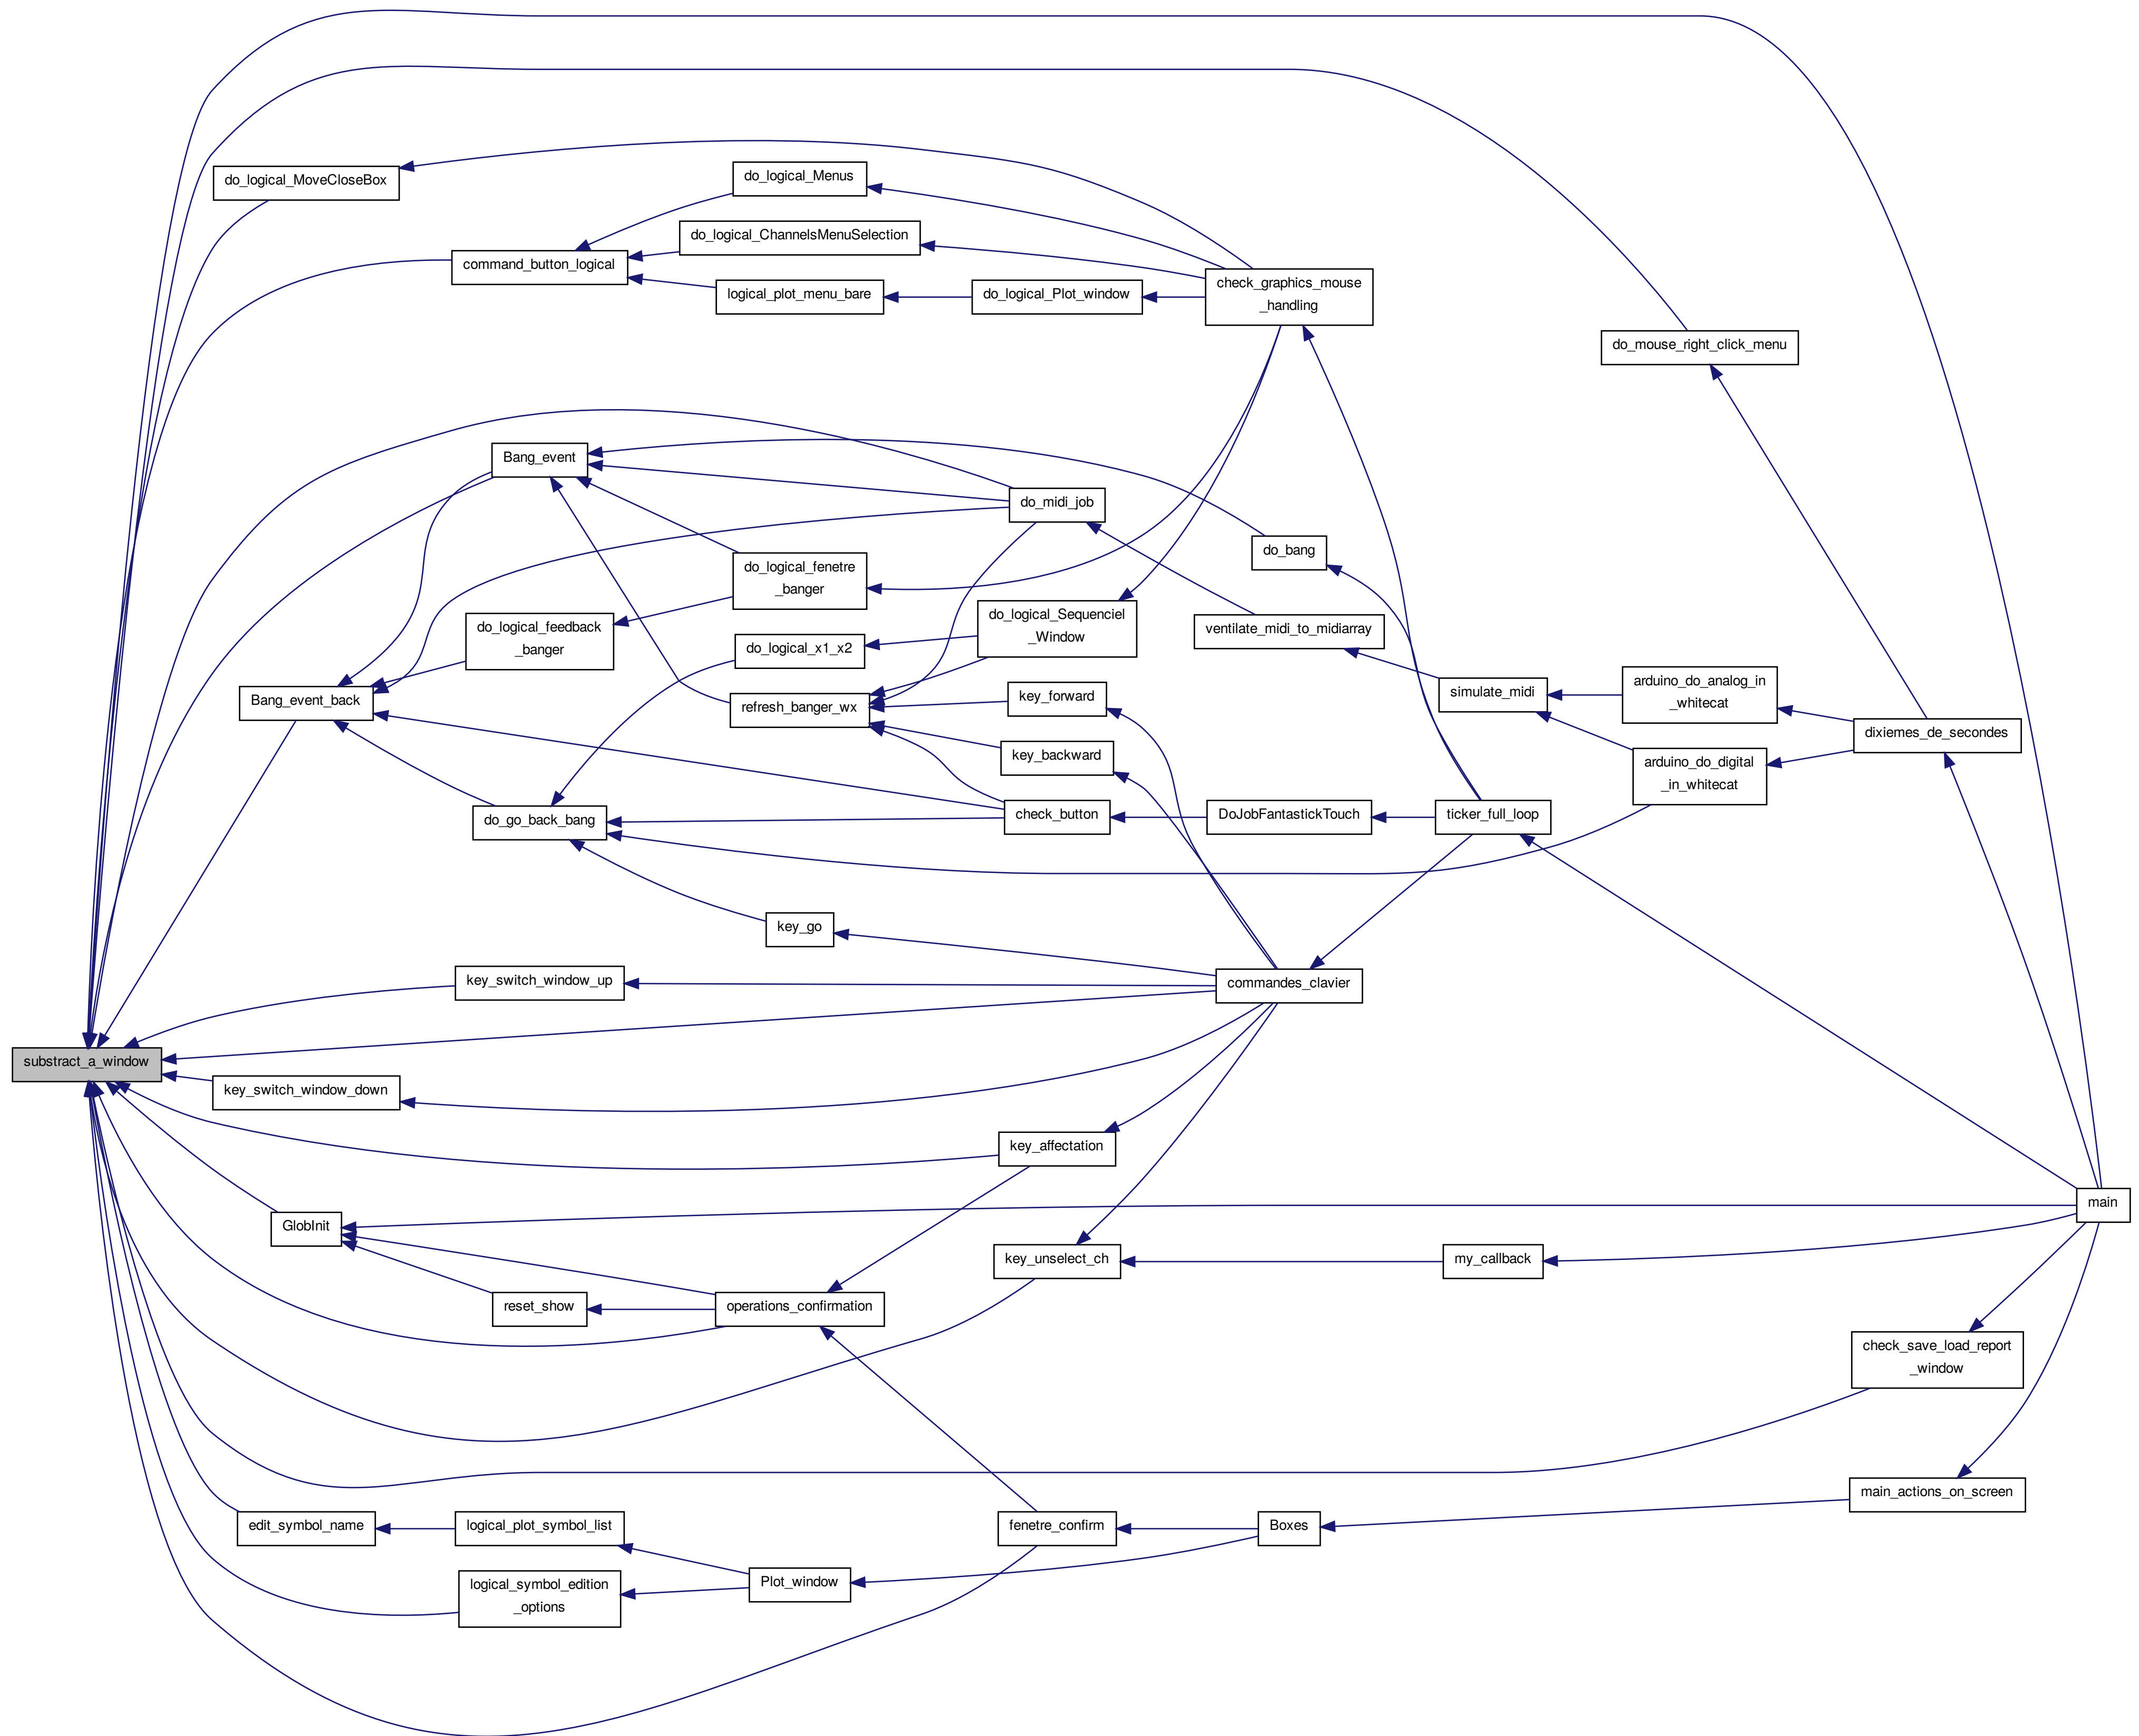 do_logical_MoveCloseBox
do_logical_Menus
do_logical_ChannelsMenuSelection
command_button_logical
logical_plot_menu_bare
do_logical_Plot_window
check_graphics_mouse
_handling
do_mouse_right_click_menu
Bang_event
do_midi_job
do_bang
do_logical_fenetre
_banger
do_logical_feedback
_banger
do_logical_Sequenciel
_Window
ventilate_midi_to_midiarray
do_logical_x1_x2
Bang_event_back
refresh_banger_wx
key_forward
simulate_midi
arduino_do_analog_in
_whitecat
dixiemes_de_secondes
key_backward
arduino_do_digital
_in_whitecat
do_go_back_bang
check_button
DoJobFantastickTouch
ticker_full_loop
key_go
key_switch_window_up
commandes_clavier
substract_a_window
key_switch_window_down
key_affectation
GlobInit
main
key_unselect_ch
my_callback
reset_show
operations_confirmation
check_save_load_report
_window
main_actions_on_screen
edit_symbol_name
logical_plot_symbol_list
fenetre_confirm
Boxes
Plot_window
logical_symbol_edition
_options